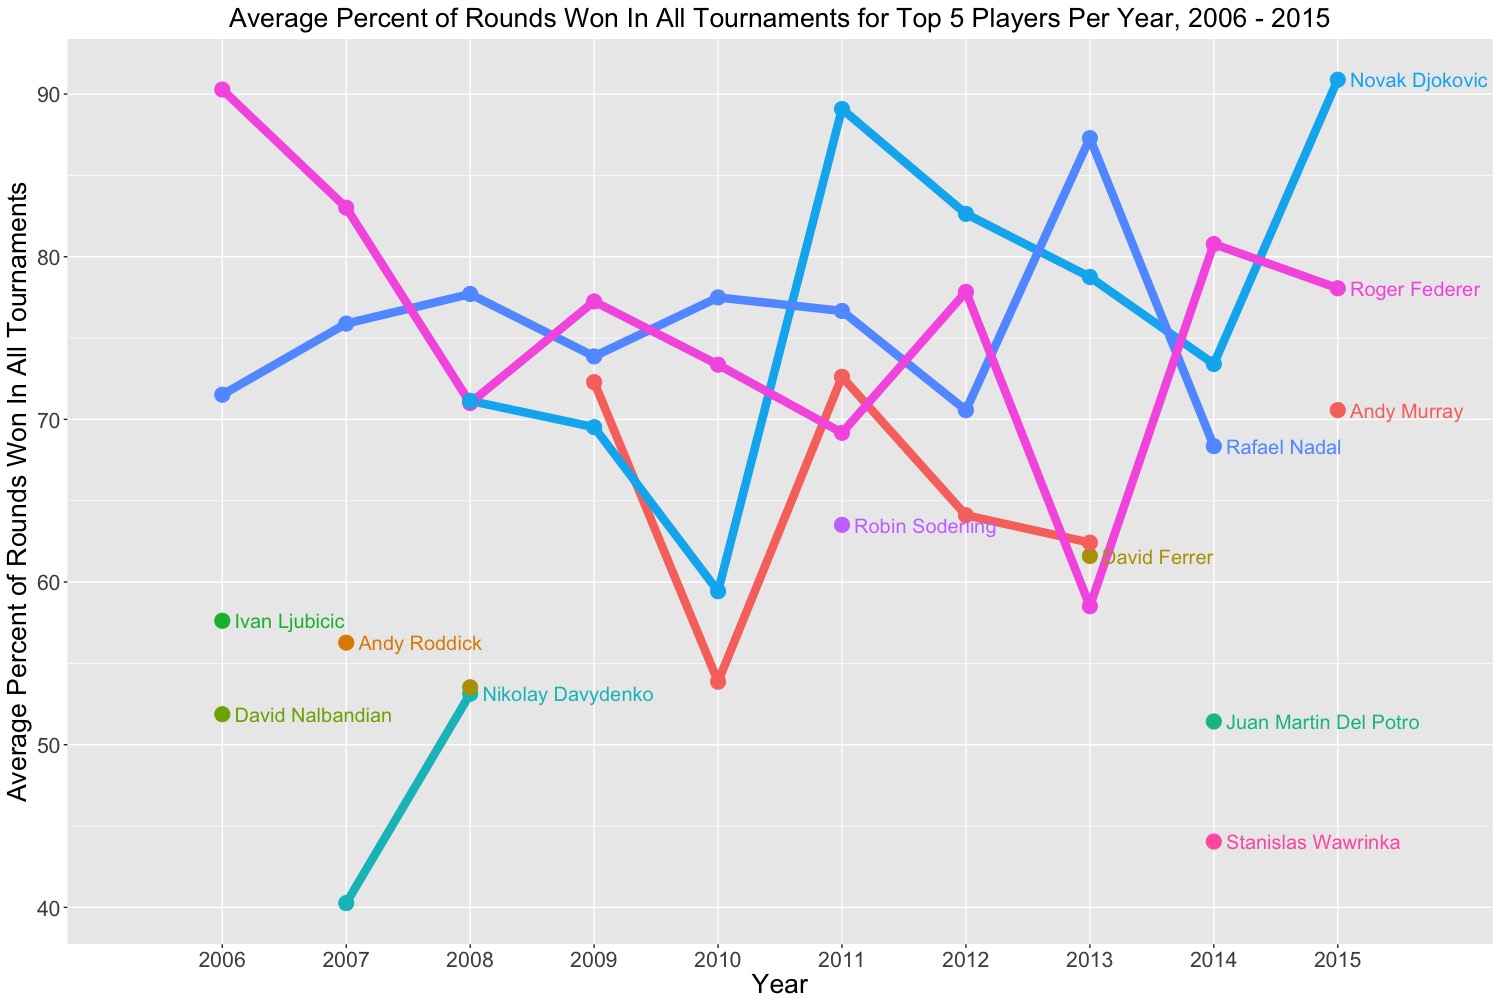 Average Percent of Rounds Won In All Tournaments for Top 5 Players Per Year, 2006 - 2015
Average Percent of Rounds Won In All Tournaments
90
80
70
60
50
40
Novak Djokovic
Roger Federer
Andy Murray
Rafael Nadal
Robin Soderling
David Ferrer
Ivan Ljubicic
Andy Roddick
Nikolay Davydenko
David Nalbandian
Juan Martin Del Potro
Stanislas Wawrinka
2006 2007 2008 2009 2010 2011 2012 2013 2014 2015
Year